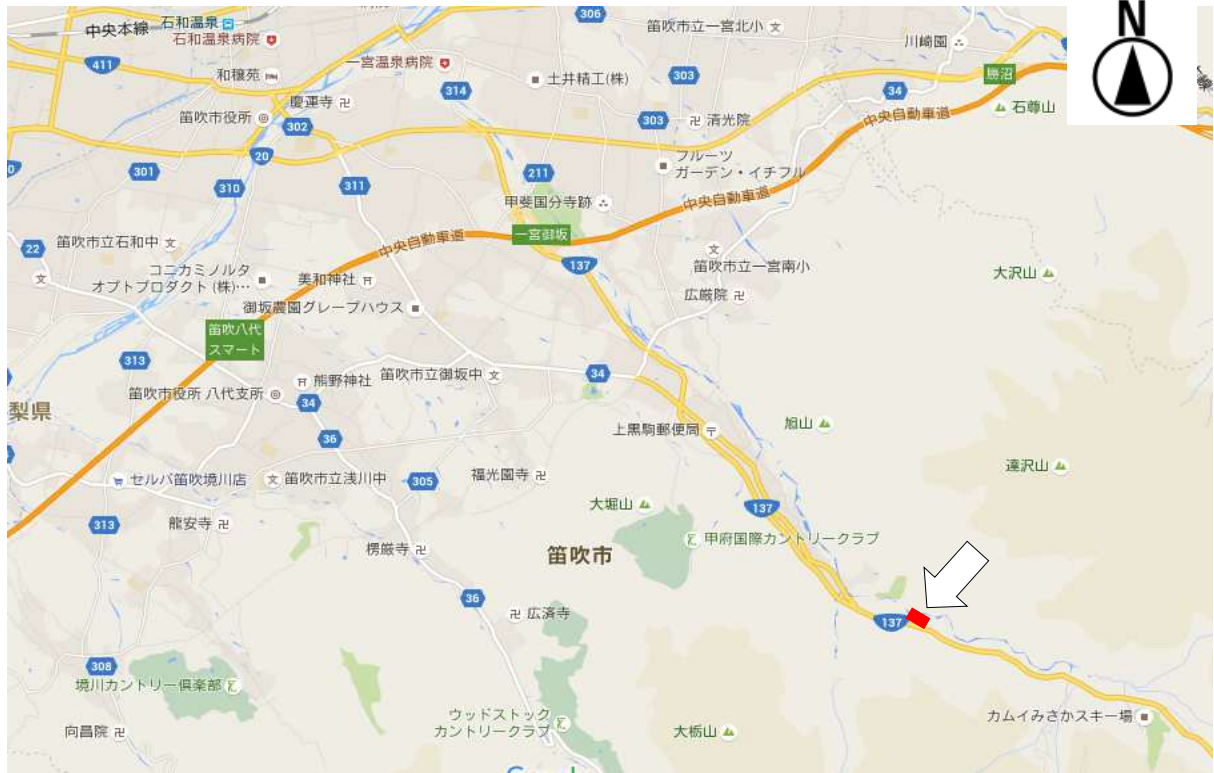 N
306
石和温泉
中央本線
石和温泉病院
笛吹市立一宮北小
川崎園
411
一宮温泉病院
和穣苑
土井精工(株)
303
勝沼
314
34
慶運寺
石尊山
笛吹市役所
302
303
清光院
中央自動車道
20
フルーツ
ガーデン・イチフル
301
310
311
211
甲斐国分寺跡
中央自動車道
一宮御坂
22
笛吹市立石和中
中央自動車道
137
笛吹市立一宮南小
コニカミノルタ
オプトプロダクト (株)…
美和神社
大沢山
広厳院
御坂農園グレープハウス
笛吹八代
スマート
313
熊野神社
笛吹市立御坂中
34
笛吹市役所 八代支所
34
梨県
旭山
上黒駒郵便局
36
達沢山
セルバ笛吹境川店
笛吹市立浅川中
305
福光園寺
大堀山
137
313
龍安寺
甲府国際カントリークラブ
楞厳寺
笛吹市
36
広済寺
137
308
境川カントリー倶楽部
ウッドストック
カントリークラブ
カムイみさかスキー場
向昌院
大栃山